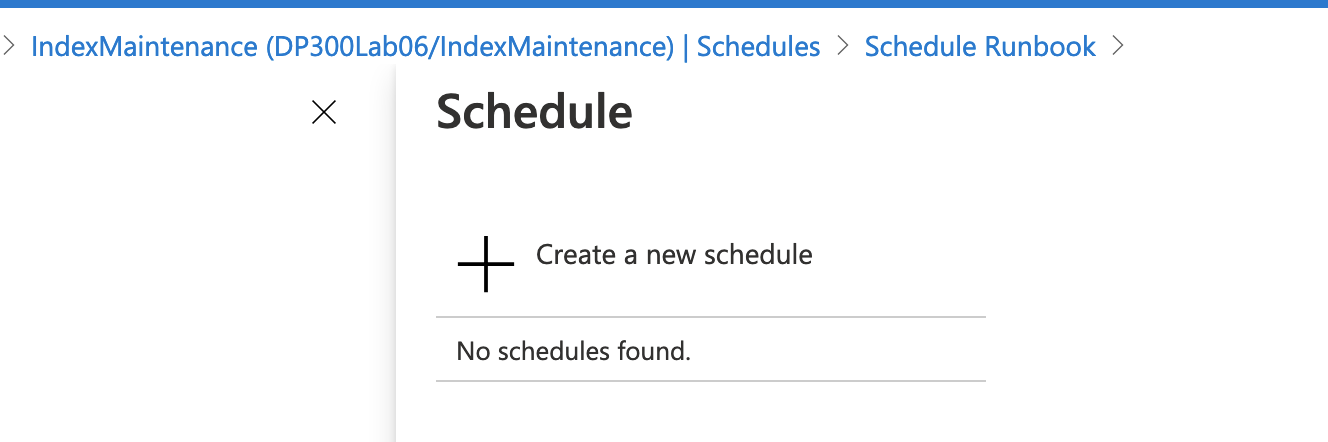 IndexMaintenance (DP300Lab06/IndexMaintenance) | Schedules > Schedule Runbook >
Schedule
Create a new schedule
No schedules found.